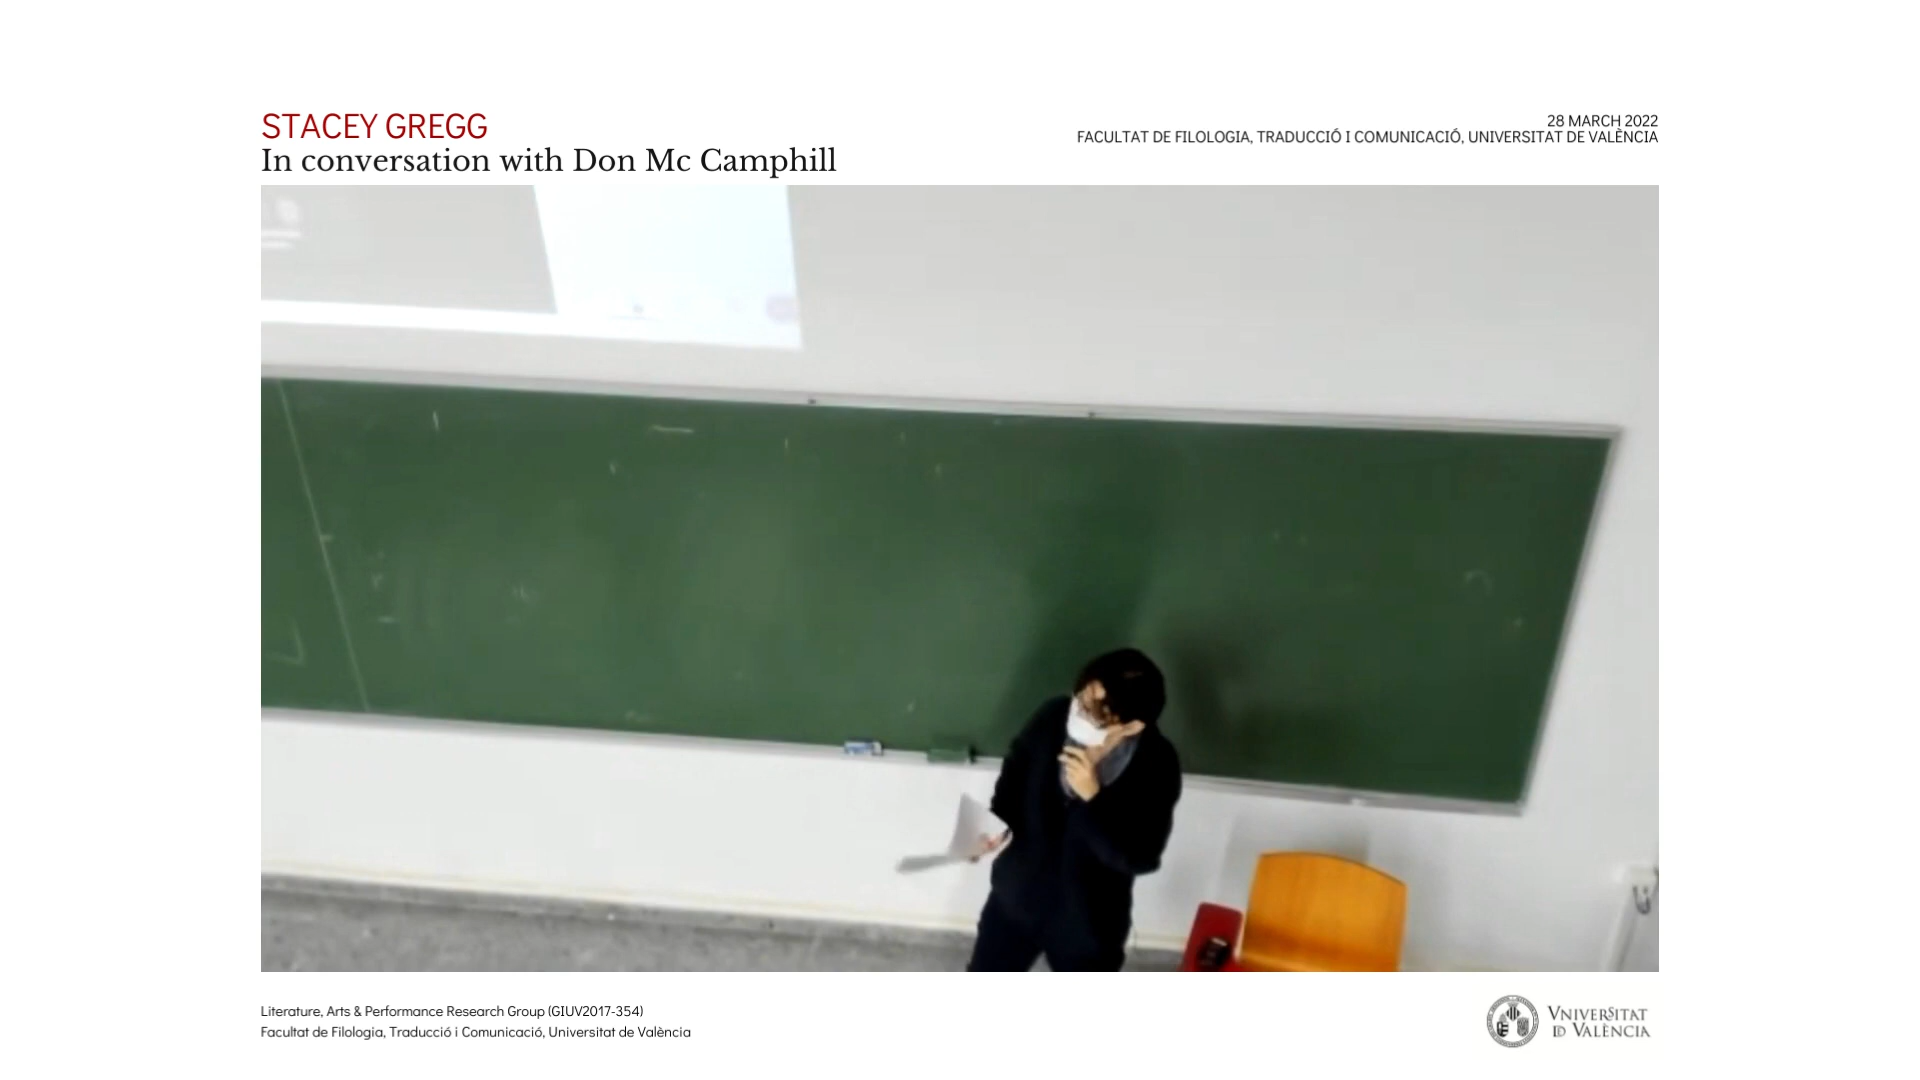 STACEY GREGG
In conversation with Don Mc Camphill
28 MARCH 2022
FACULTAT DE FILOLOGIA, TRADUCCIÓ I COMUNICACIÓ, UNIVERSITAT DE VALÈNCIA
Literature, Arts & Performance Research Group (GIUV2017-354)
Facultat de Filologia, Traducció i Comunicació, Universitat de València
VNIVERSITAT
ID VALÈNCIA